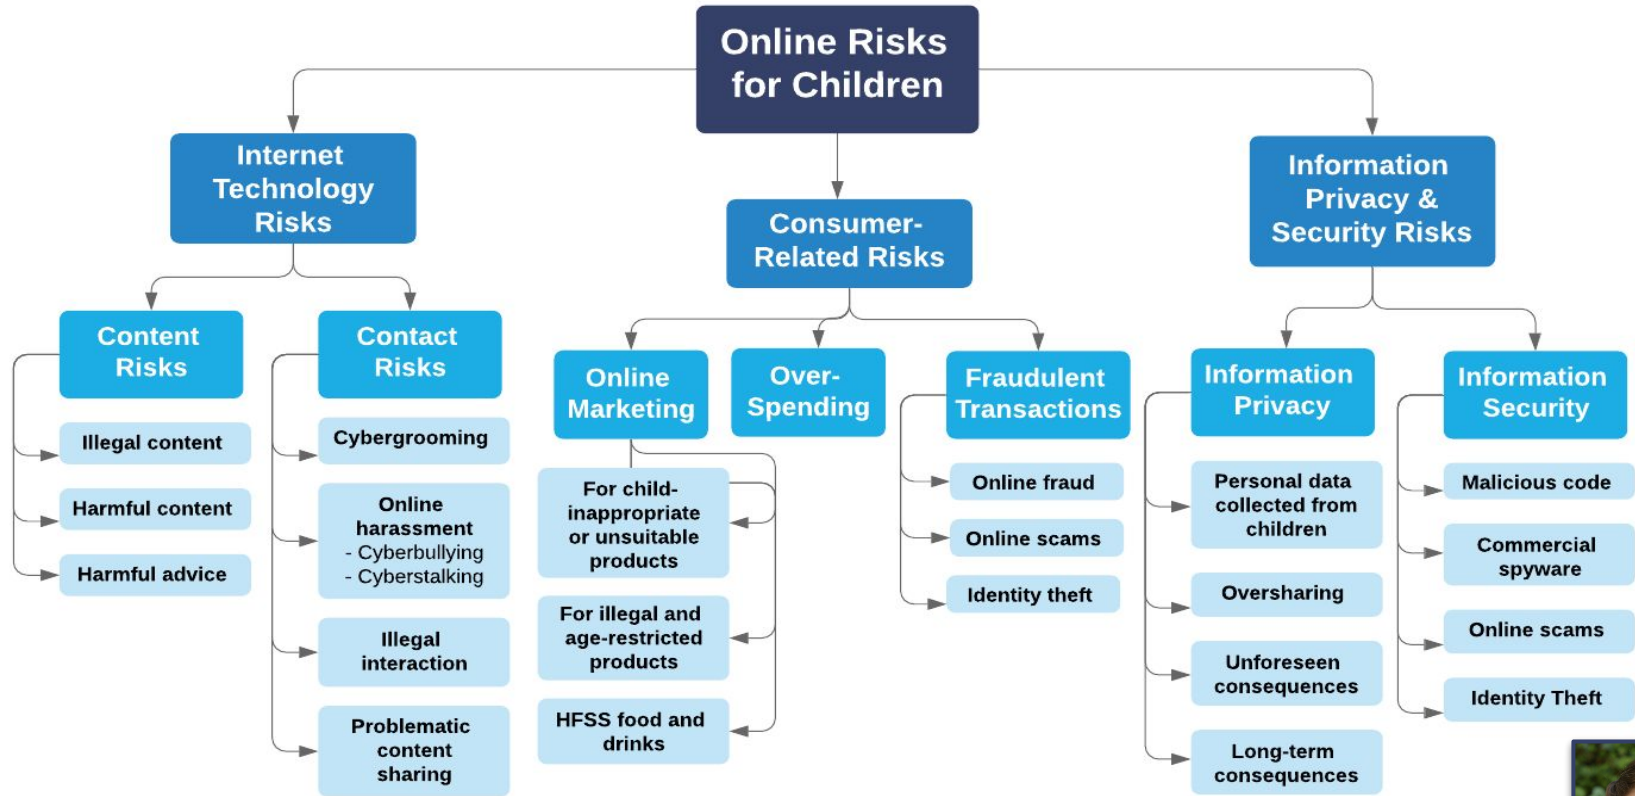 Online Risks
for Children
Internet
Technology
Risks
Consumer-
Related Risks
Information
Privacy &
Security Risks
Content
Risks
Contact
Risks
Online
Marketing
Over-
Spending
Fraudulent
Transactions
Information
Privacy
Information
Security
Illegal content
Harmful content
Harmful advice
Cybergrooming
Online
harassment
- Cyberbullying
- Cyberstalking
Illegal
interaction
Problematic
content
sharing
For child-
inappropriate
or unsuitable
products
For illegal and
age-restricted
products
HFSS food and
drinks
Online fraud
Online scams
Identity theft
Personal data
collected from
children
Oversharing
Unforeseen
consequences
Long-term
consequences
Malicious code
Commercial
spyware
Online scams
Identity Theft